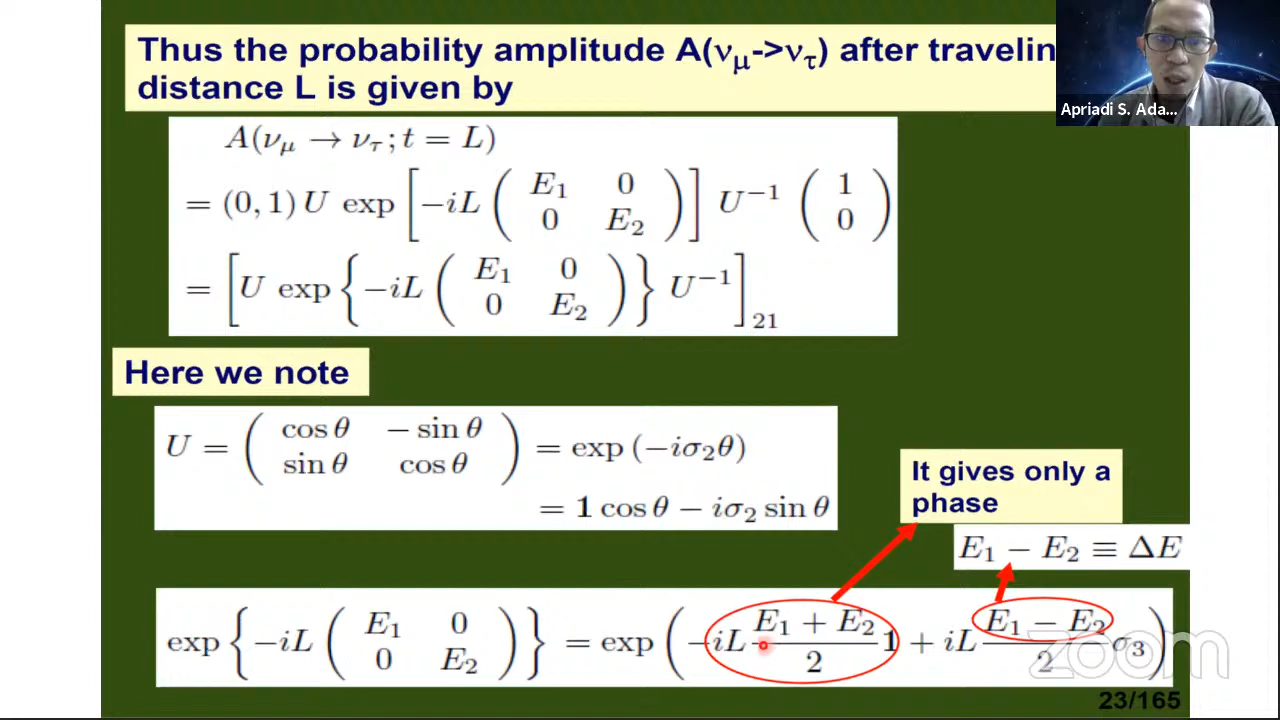 Thus the probability amplitude A(νμ->ντ) after travelin
distance L is given by
Apriadi S. Ada...
A(ν_μ → ν_τ; t = L)
= (0, 1) U exp [ −iL ( E₁ 0 ; 0 E₂ ) ] U⁻¹ ( 1 ; 0 )
= [ U exp { −iL ( E₁ 0 ; 0 E₂ ) } U⁻¹ ]₂₁
Here we note
U = ( cos θ − sin θ ; sin θ cos θ ) = exp (−iσ₂θ)
= 1 cos θ − iσ₂ sin θ
It gives only a
phase
E₁ − E₂ ≡ ΔE
exp { −iL ( E₁ 0 ; 0 E₂ ) } = exp ( −iL (E₁ + E₂)/2 1 + iL (E₁ − E₂)/2 σ₃ )
zoom
23/165